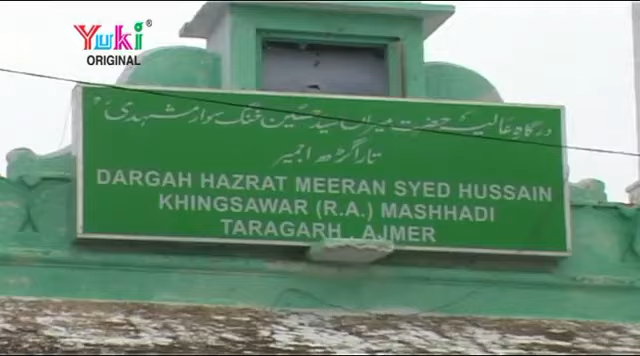 Yuki®
ORIGINAL
درگاہ عالیہ حضرت میراں سید حسین خنگ سوار مشہدیؒ
تاراگڑھ اجمیر
DARGAH HAZRAT MEERAN SYED HUSSAIN
KHINGSAWAR (R.A.) MASHHADI
TARAGARH , AJMER